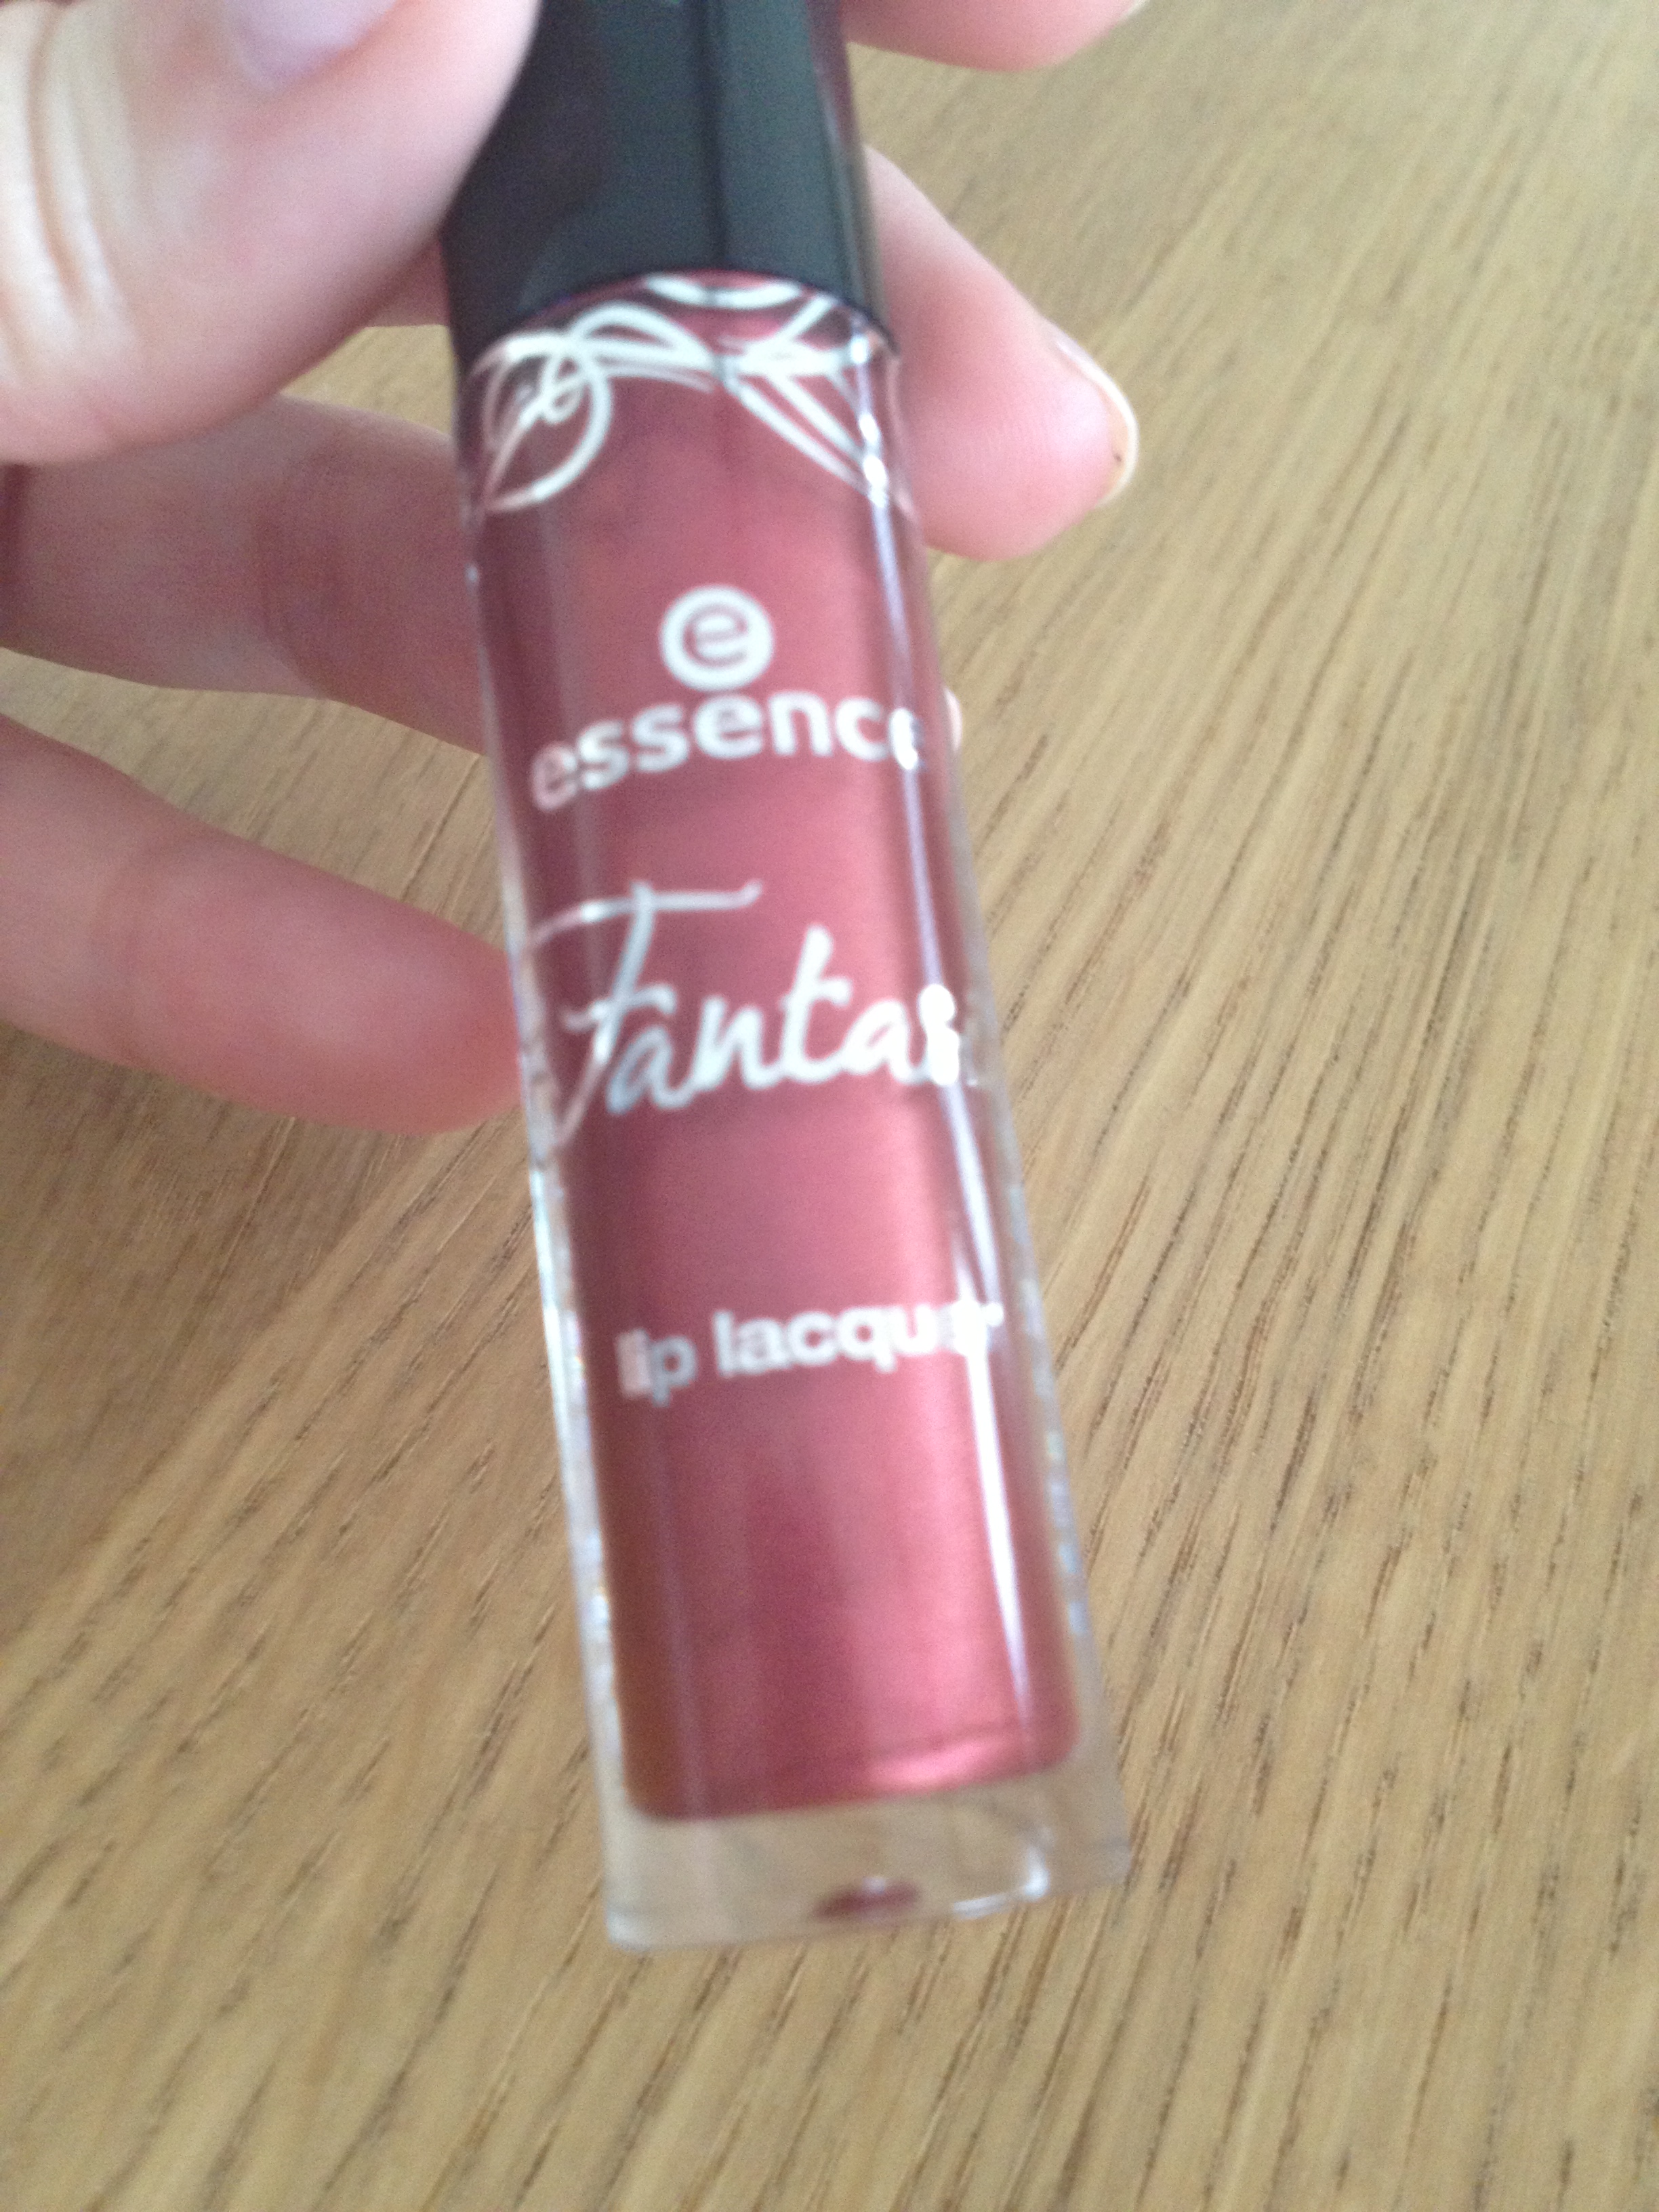 e
essence
Fantas
lip lacquer